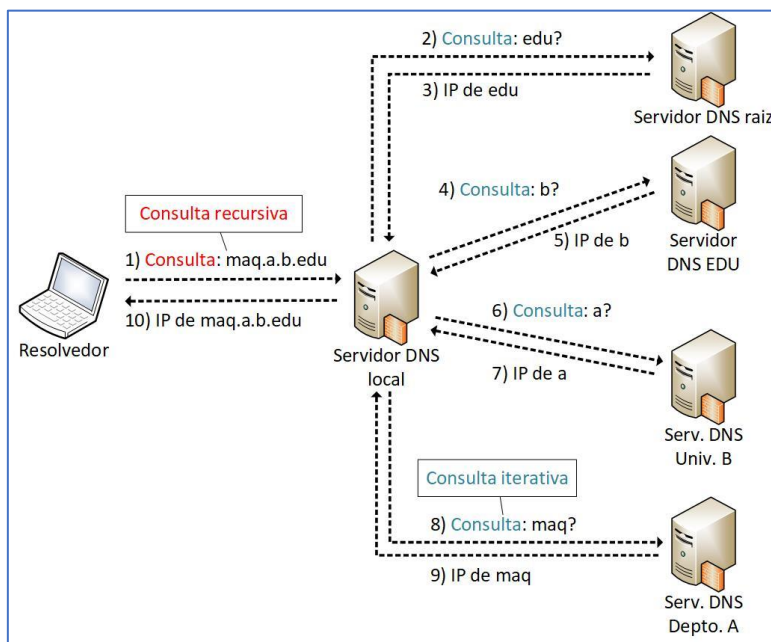 2) Consulta: edu?
3) IP de edu
Servidor DNS raiz
4) Consulta: b?
5) IP de b
Servidor
DNS EDU
Consulta recursiva
1) Consulta: maq.a.b.edu
10) IP de maq.a.b.edu
Resolvedor
Servidor DNS
local
6) Consulta: a?
7) IP de a
Serv. DNS
Univ. B
Consulta iterativa
8) Consulta: maq?
9) IP de maq
Serv. DNS
Depto. A